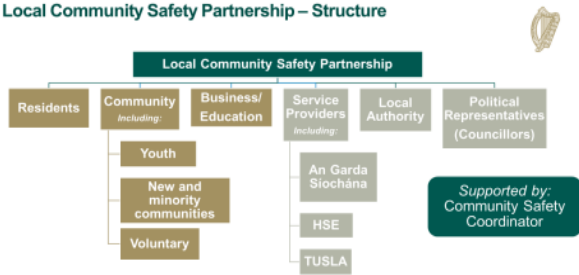 Local Community Safety Partnership – Structure
Local Community Safety Partnership
Residents
Community
Including:
Youth
New and
minority
communities
Voluntary
Business/
Education
Service
Providers
Including:
An Garda
Síochána
HSE
TUSLA
Local
Authority
Political
Representatives
(Councillors)
Supported by:
Community Safety
Coordinator